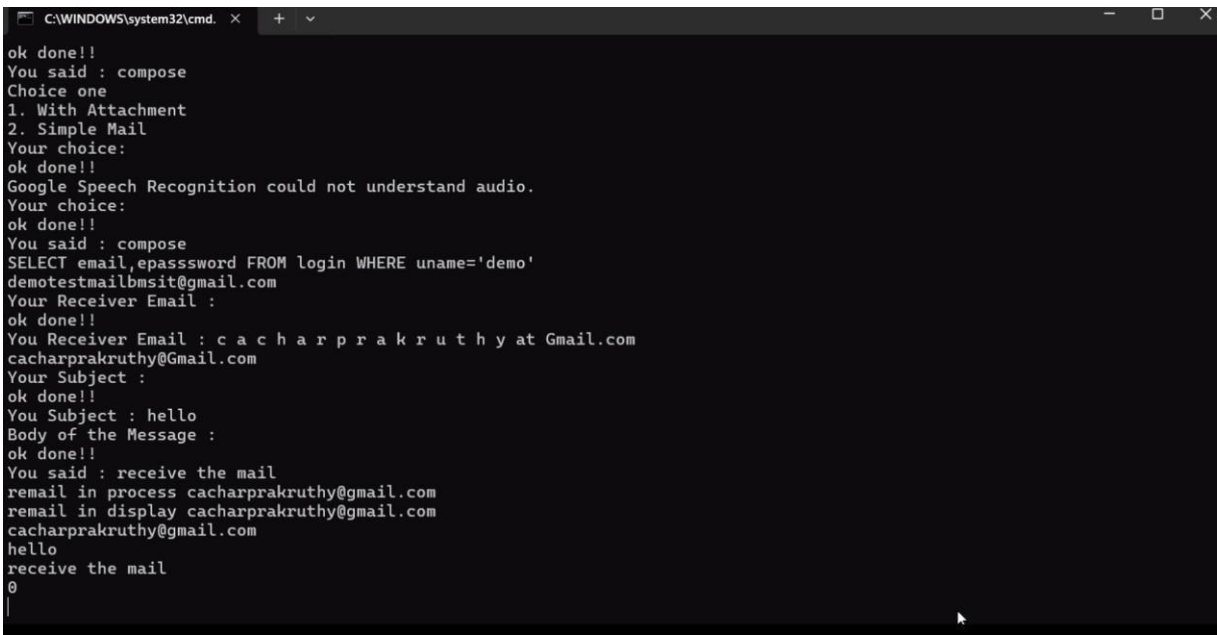 C:\WINDOWS\system32\cmd.
ok done!!
You said : compose
Choice one
1. With Attachment
2. Simple Mail
Your choice:
ok done!!
Google Speech Recognition could not understand audio.
Your choice:
ok done!!
You said : compose
SELECT email,epasssword FROM login WHERE uname='demo'
demotestmailbmsit@gmail.com
Your Receiver Email :
ok done!!
You Receiver Email : c a c h a r p r a k r u t h y at Gmail.com
cacharprakruthy@Gmail.com
Your Subject :
ok done!!
You Subject : hello
Body of the Message :
ok done!!
You said : receive the mail
remail in process cacharprakruthy@gmail.com
remail in display cacharprakruthy@gmail.com
cacharprakruthy@gmail.com
hello
receive the mail
0